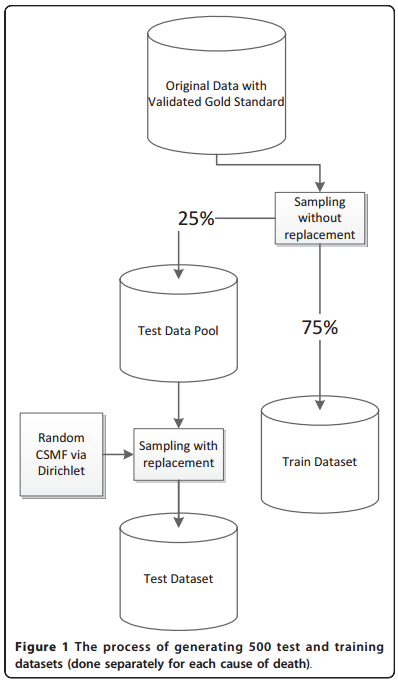 Original Data with
Validated Gold Standard
Sampling
without
replacement
25%
75%
Test Data Pool
Random
CSMF via
Dirichlet
Sampling with
replacement
Train Dataset
Test Dataset
Figure 1 The process of generating 500 test and training
datasets (done separately for each cause of death).